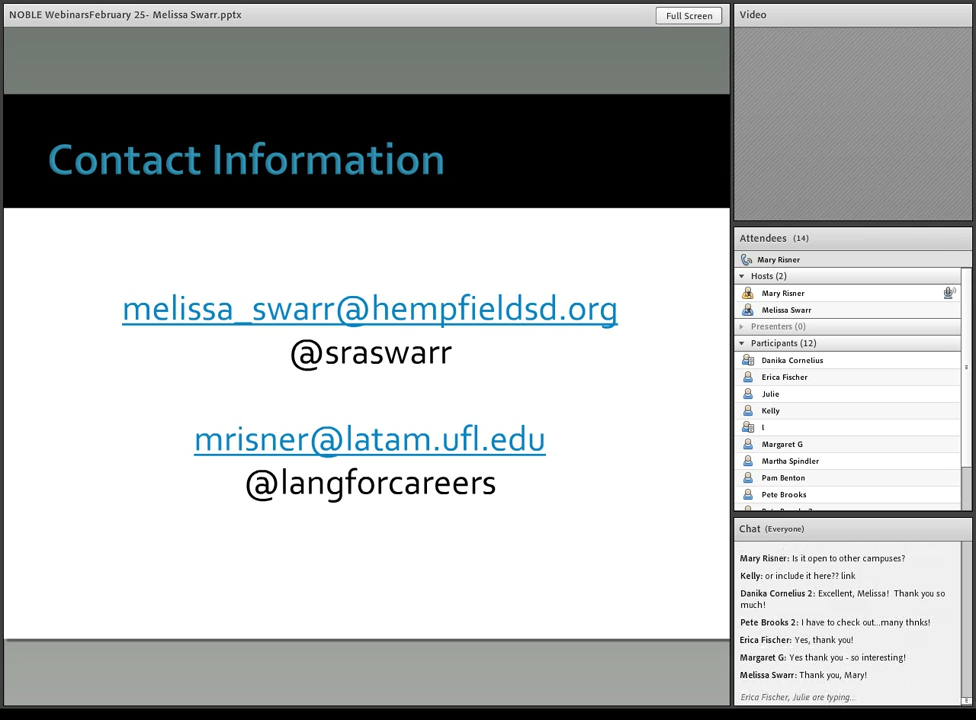 NOBLE WebinarsFebruary 25- Melissa Swarr.pptx
Full Screen
Contact Information
melissa_swarr@hempfieldsd.org
@sraswarr
mrisner@latam.ufl.edu
@langforcareers
Video
Attendees (14)
Mary Risner
Hosts (2)
Mary Risner
Melissa Swarr
Presenters (0)
Participants (12)
Danika Cornelius
Erica Fischer
Julie
Kelly
l
Margaret G
Martha Spindler
Pam Benton
Pete Brooks
Chat (Everyone)
Mary Risner: Is it open to other campuses?
Kelly: or include it here?? link
Danika Cornelius 2: Excellent, Melissa! Thank you so
much!
Pete Brooks 2: I have to check out...many thnks!
Erica Fischer: Yes, thank you!
Margaret G: Yes thank you - so interesting!
Melissa Swarr: Thank you, Mary!
Erica Fischer, Julie are typing...